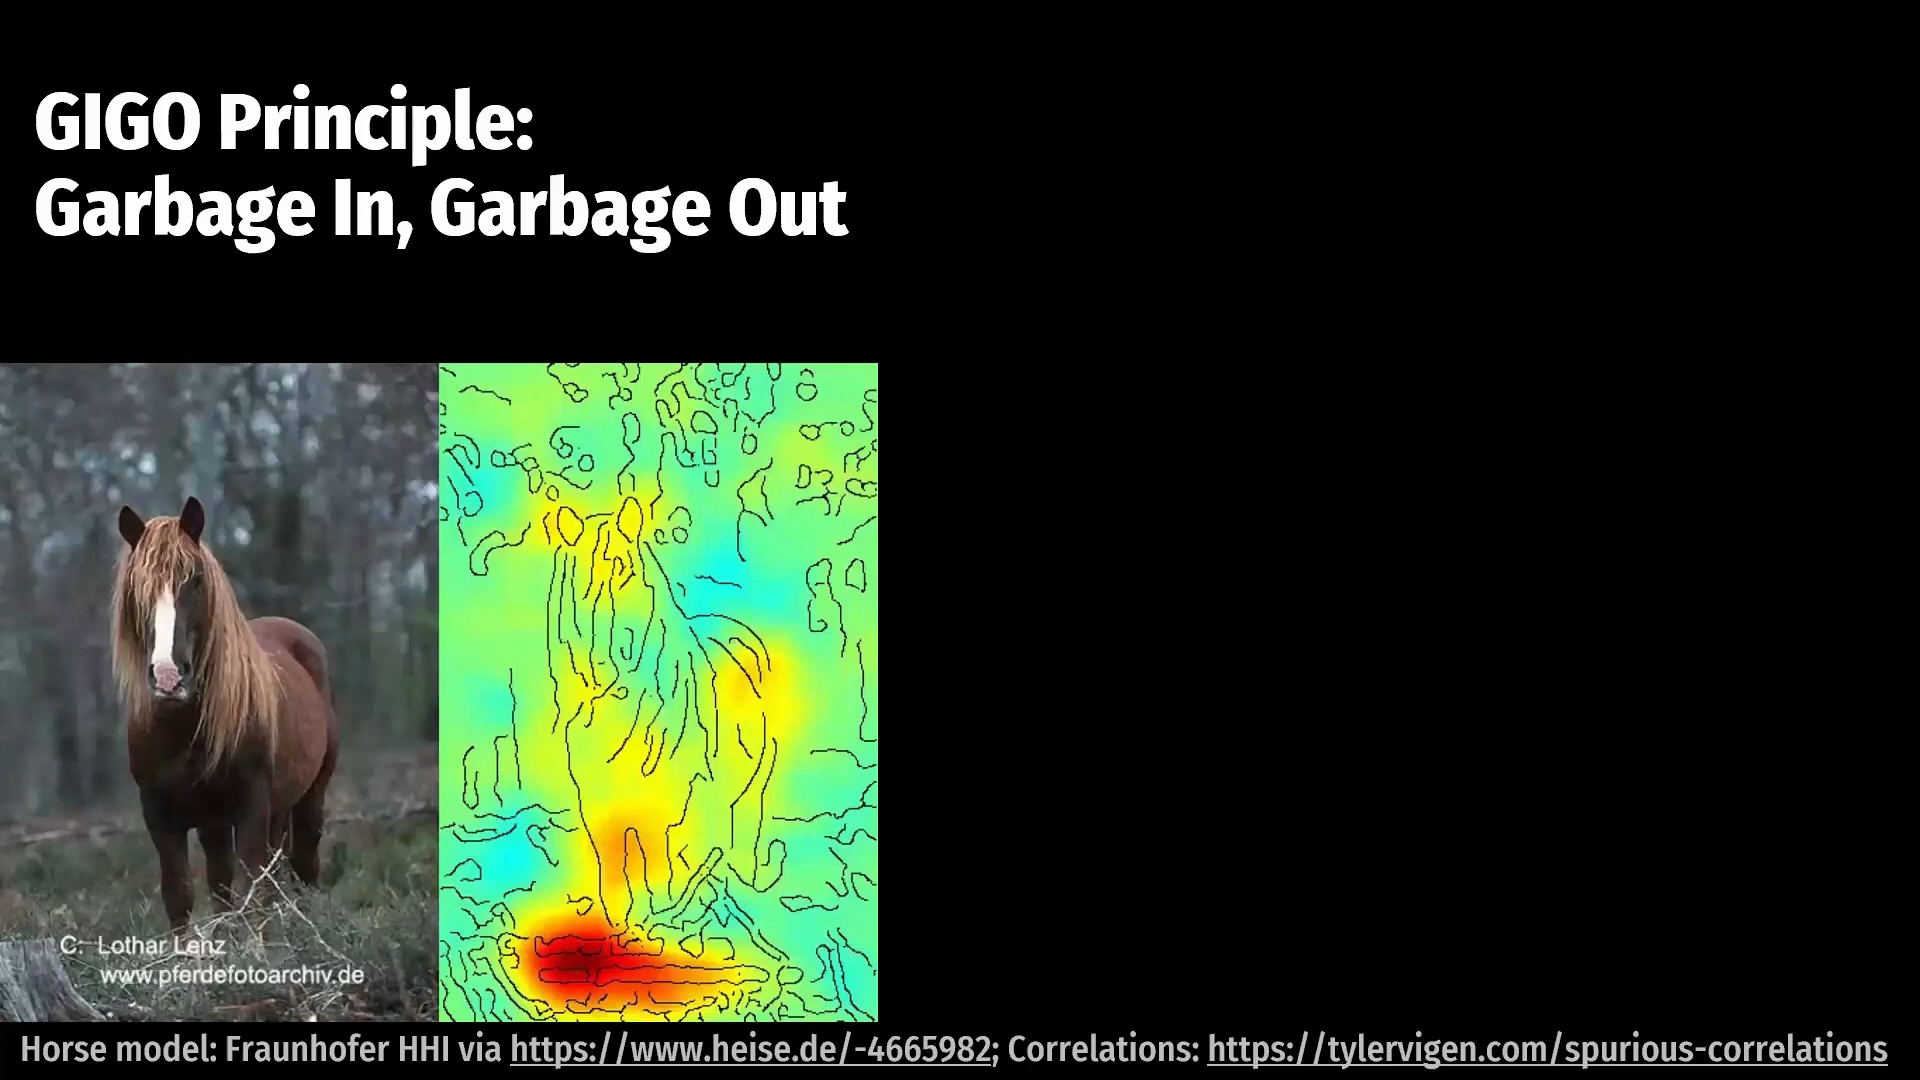 GIGO Principle:
Garbage In, Garbage Out
C: Lothar Lenz
www.pferdefotoarchiv.de
Horse model: Fraunhofer HHI via https://www.heise.de/-4665982; Correlations: https://tylervigen.com/spurious-correlations